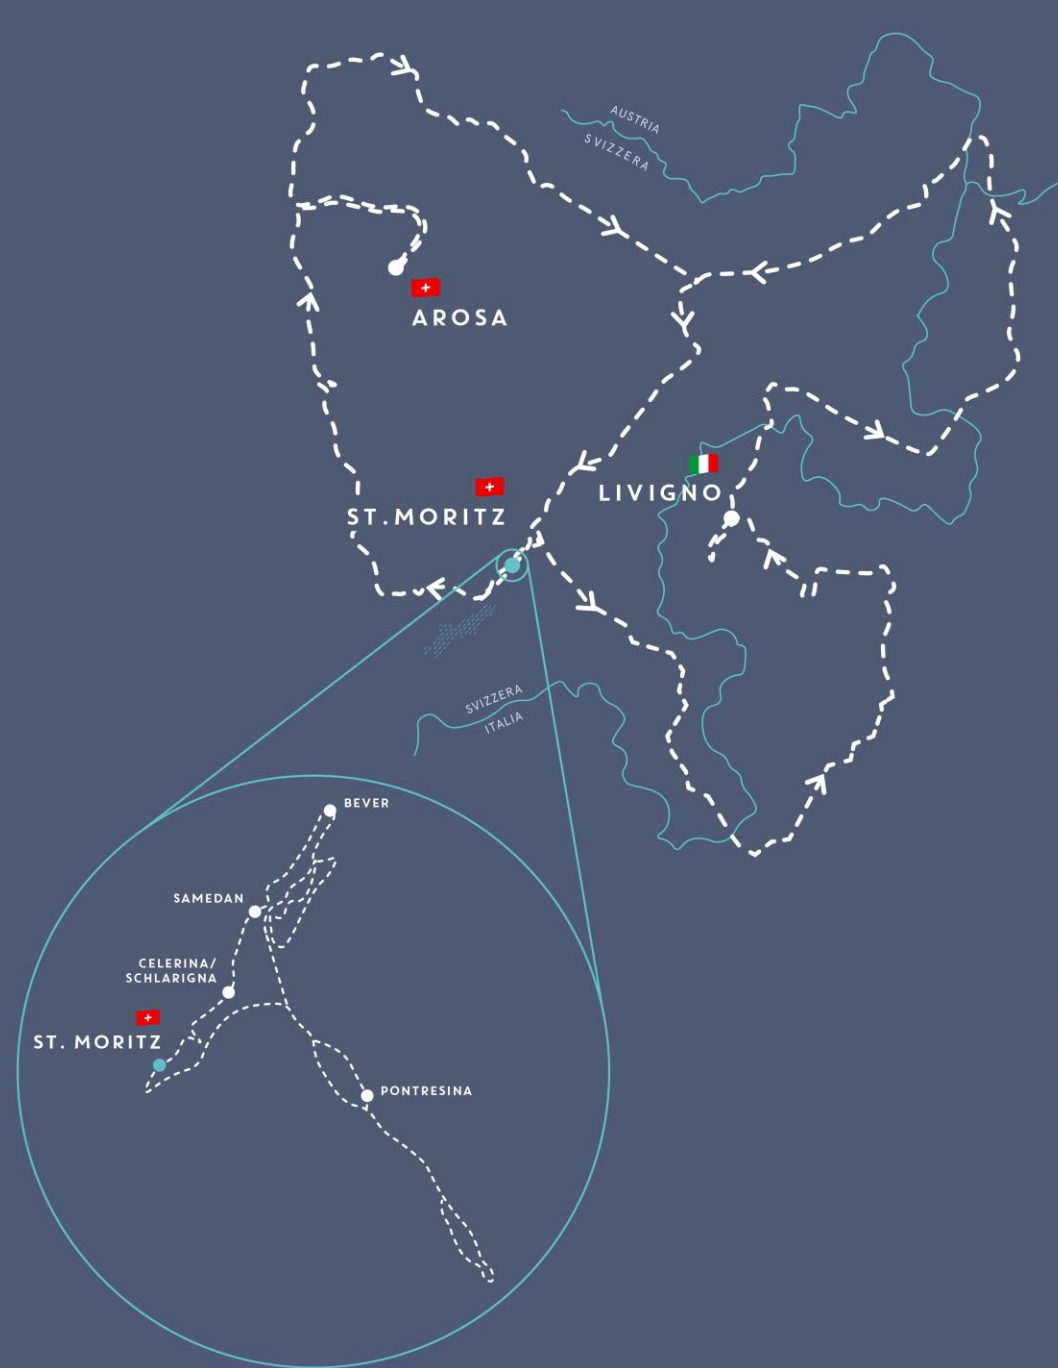 AUSTRIA
SVIZZERA
AROSA
LIVIGNO
ST.MORITZ
SVIZZERA
ITALIA
BEVER
SAMEDAN
CELERINA/
SCHLARIGNA
ST. MORITZ
PONTRESINA